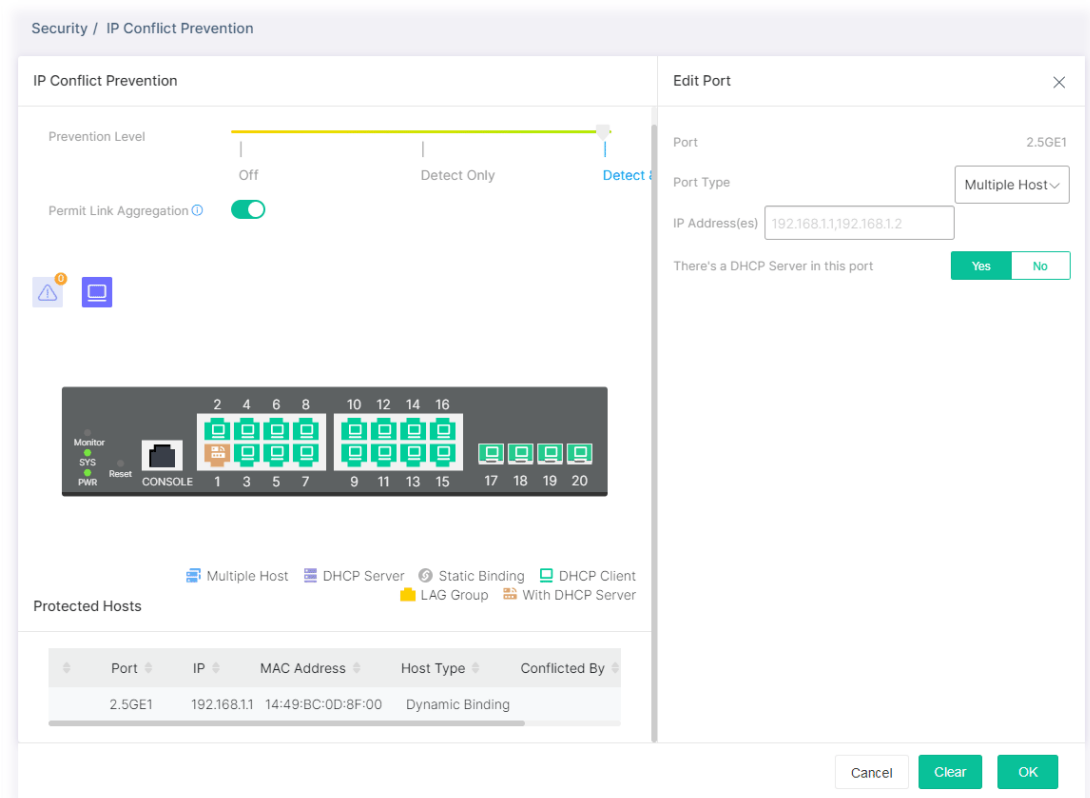 Security / IP Conflict Prevention
IP Conflict Prevention
Prevention Level
Off
Detect Only
Detect &
Permit Link Aggregation
0
2 4 6 8 10 12 14 16
Monitor
SYS
PWR
Reset
CONSOLE
1 3 5 7 9 11 13 15 17 18 19 20
Multiple Host DHCP Server Static Binding DHCP Client
LAG Group With DHCP Server
Protected Hosts
Port IP MAC Address Host Type Conflicted By
2.5GE1 192.168.1.1 14:49:BC:0D:8F:00 Dynamic Binding
Edit Port
Port 2.5GE1
Port Type Multiple Host
IP Address(es) 192.168.1.1,192.168.1.2
There's a DHCP Server in this port Yes No
Cancel Clear OK